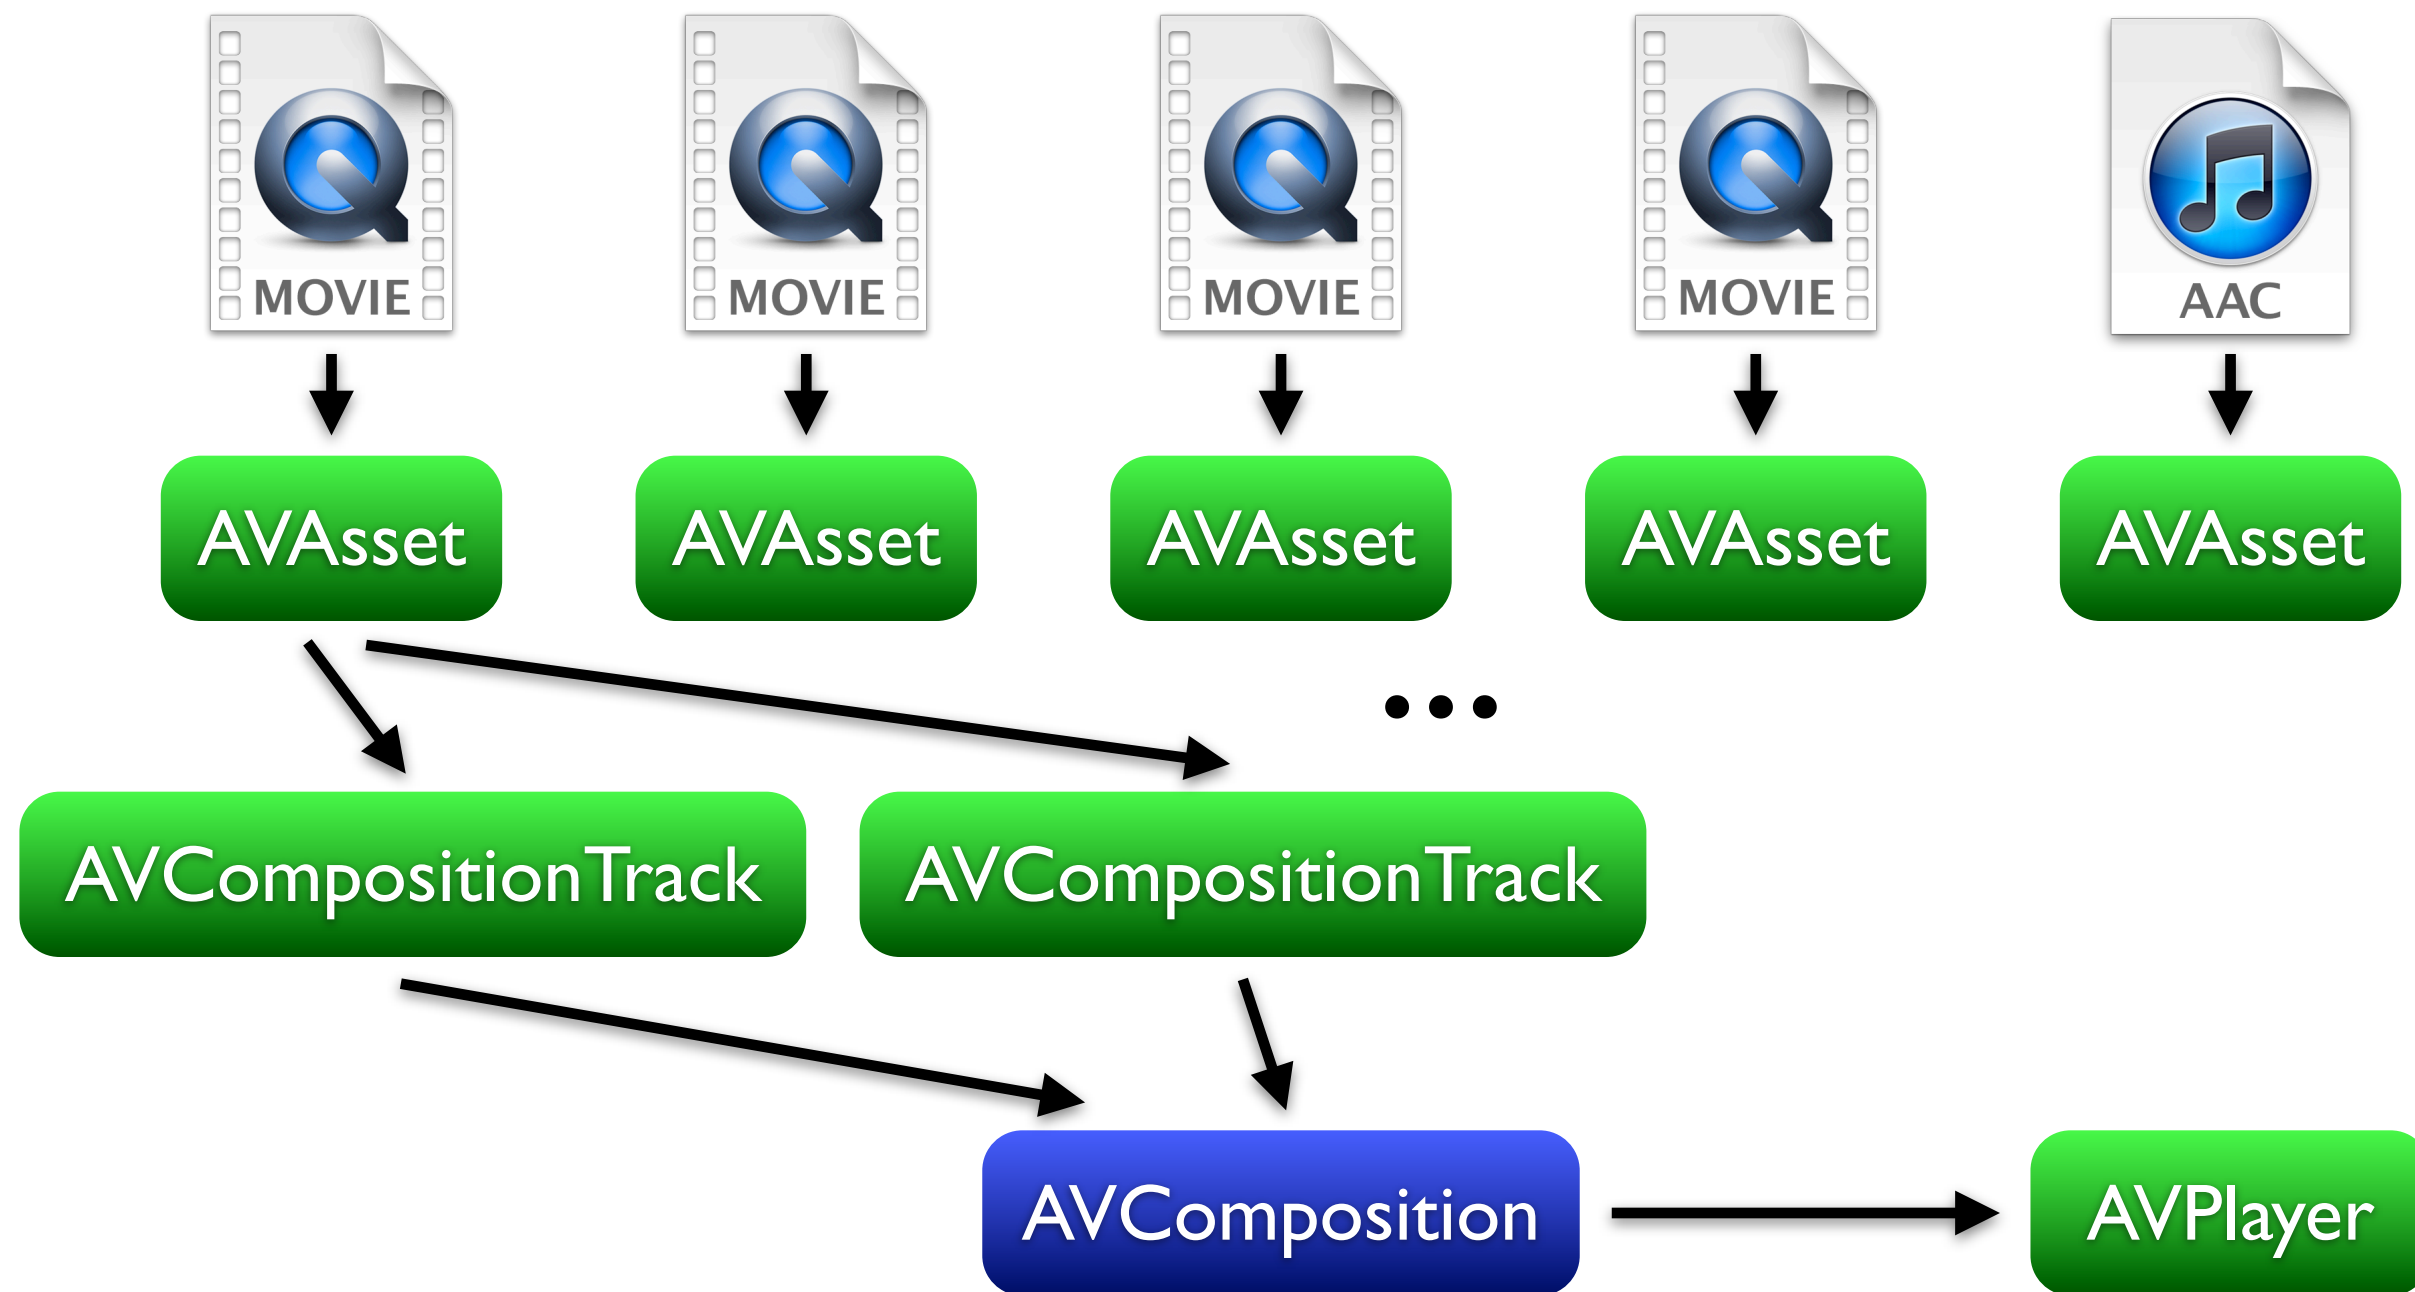 MOVIE MOVIE MOVIE MOVIE AAC
AVAsset AVAsset AVAsset AVAsset AVAsset
...
AVCompositionTrack AVCompositionTrack
AVComposition AVPlayer